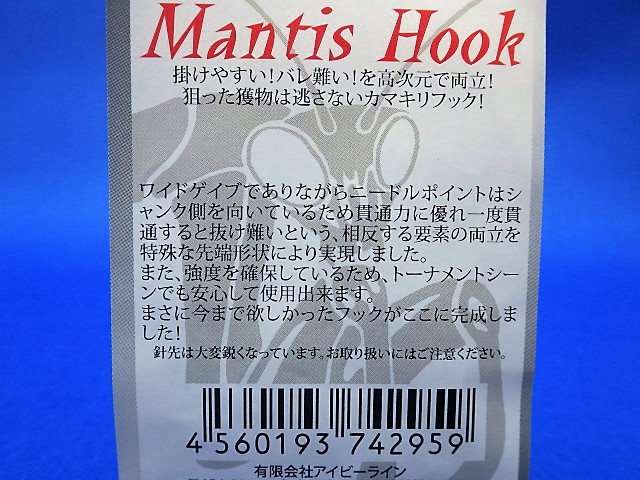 Mantis Hook
掛けやすい!バレ難い!を高次元で両立!
狙った獲物は逃さないカマキリフック!
ワイドゲイブでありながらニードルポイントはシ
ャンク側を向いているため貫通力に優れ一度貫
通すると抜け難いという、相反する要素の両立を
特殊な先端形状により実現しました。
また、強度を確保しているため、トーナメントシー
ンでも安心して使用出来ます。
まさに今まで欲しかったフックがここに完成しま
した!
針先は大変鋭くなっています。お取り扱いにはご注意ください。
4 560193 742959
有限会社アイビーライン